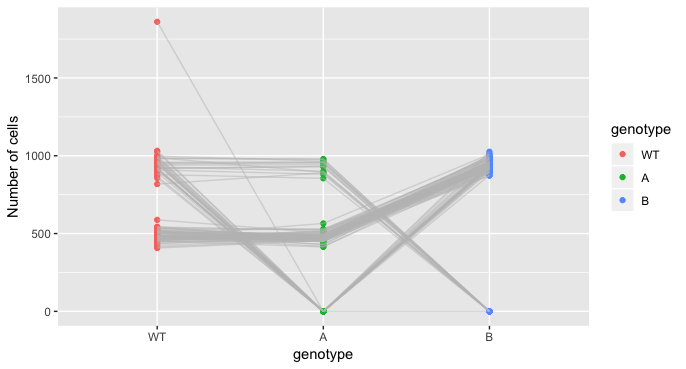 Number of cells
1500
1000
500
0
WT A B
genotype
genotype
WT
A
B